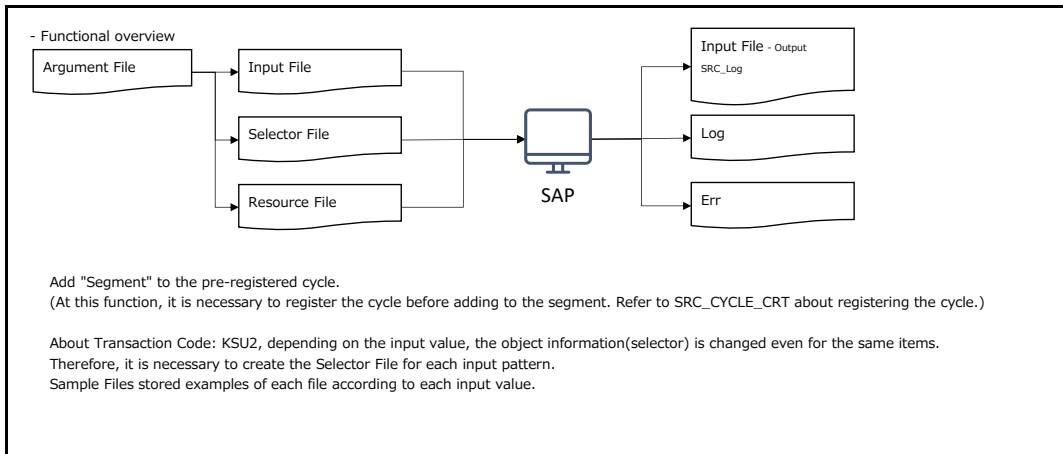 - Functional overview
Argument File
Input File
Selector File
Resource File
SAP
Input File - Output
SRC_Log
Log
Err
Add "Segment" to the pre-registered cycle.
(At this function, it is necessary to register the cycle before adding to the segment. Refer to SRC_CYCLE_CRT about registering the cycle.)
About Transaction Code: KSU2, depending on the input value, the object information(selector) is changed even for the same items.
Therefore, it is necessary to create the Selector File for each input pattern.
Sample Files stored examples of each file according to each input value.